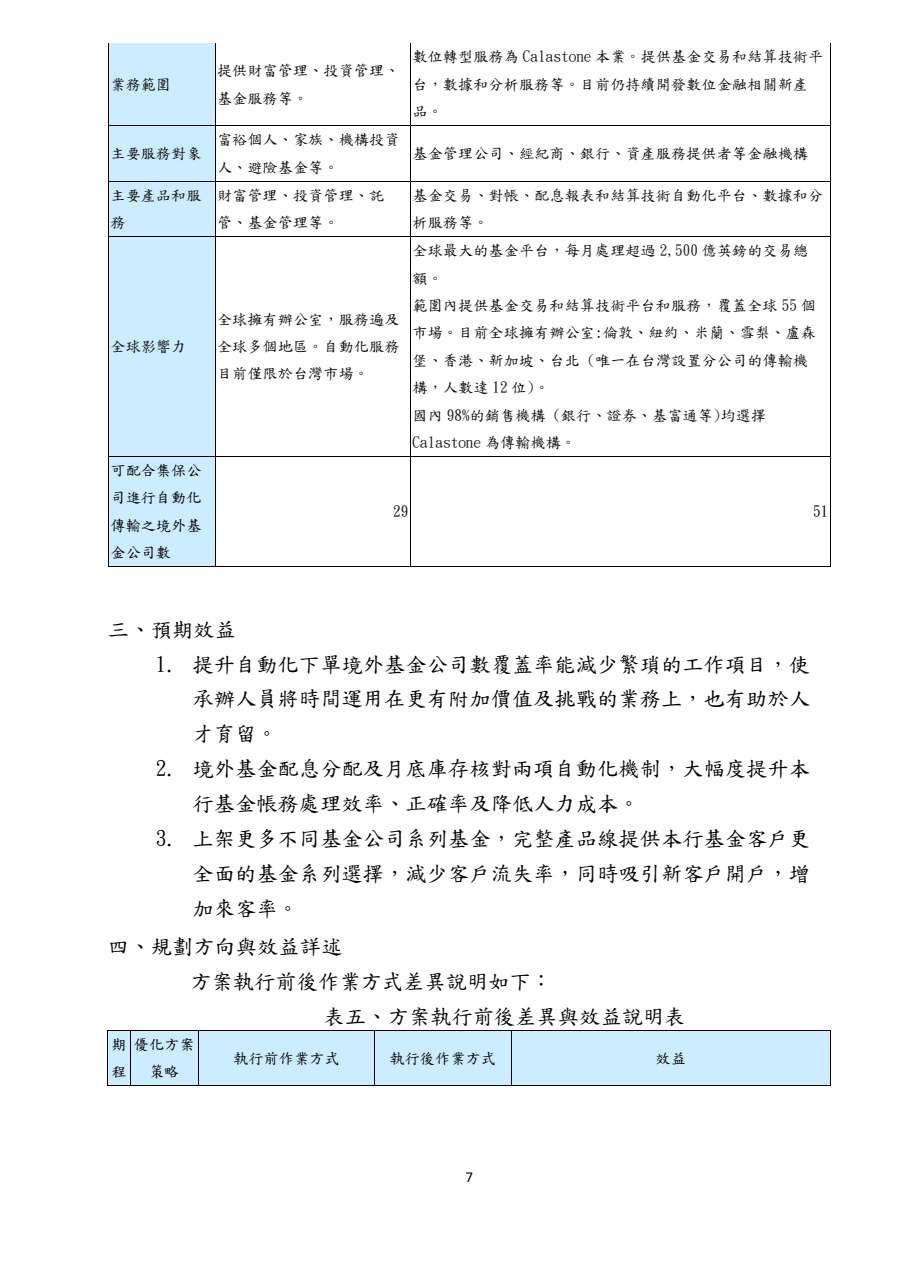 業務範圍
提供財富管理、投資管理、
基金服務等。
數位轉型服務為 Calastone 本業。提供基金交易和結算技術平
台，數據和分析服務等。目前仍持續開發數位金融相關新產
品。
主要服務對象
富裕個人、家族、機構投資
人、避險基金等。
基金管理公司、經紀商、銀行、資產服務提供者等金融機構
主要產品和服
務
財富管理、投資管理、託
管、基金管理等。
基金交易、對帳、配息報表和結算技術自動化平台、數據和分
析服務等。
全球影響力
全球擁有辦公室，服務遍及
全球多個地區。自動化服務
目前僅限於台灣市場。
全球最大的基金平台，每月處理超過 2,500 億英鎊的交易總
額。
範圍內提供基金交易和結算技術平台和服務，覆蓋全球 55 個
市場。目前全球擁有辦公室:倫敦、紐約、米蘭、雪梨、盧森
堡、香港、新加坡、台北 (唯一在台灣設置分公司的傳輸機
構，人數達 12 位)。
國內 98%的銷售機構 (銀行、證券、基富通等)均選擇
Calastone 為傳輸機構。
可配合集保公
司進行自動化
傳輸之境外基
金公司數
29
51
三、預期效益
1. 提升自動化下單境外基金公司數覆蓋率能減少繁瑣的工作項目，使
承辦人員將時間運用在更有附加價值及挑戰的業務上，也有助於人
才育留。
2. 境外基金配息分配及月底庫存核對兩項自動化機制，大幅度提升本
行基金帳務處理效率、正確率及降低人力成本。
3. 上架更多不同基金公司系列基金，完整產品線提供本行基金客戶更
全面的基金系列選擇，減少客戶流失率，同時吸引新客戶開戶，增
加來客率。
四、規劃方向與效益詳述
方案執行前後作業方式差異說明如下：
表五、方案執行前後差異與效益說明表
期
程
優化方案
策略
執行前作業方式
執行後作業方式
效益
7